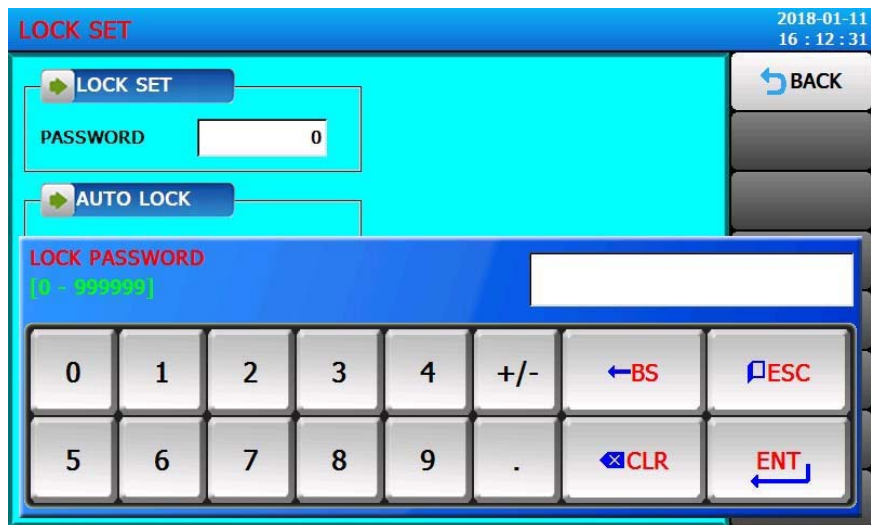 LOCK SET
2018-01-11
16 : 12 : 31
LOCK SET
BACK
PASSWORD 0
AUTO LOCK
LOCK PASSWORD
[0 - 999999]
0 1 2 3 4 +/- ←BS ESC
5 6 7 8 9 . CLR ENT